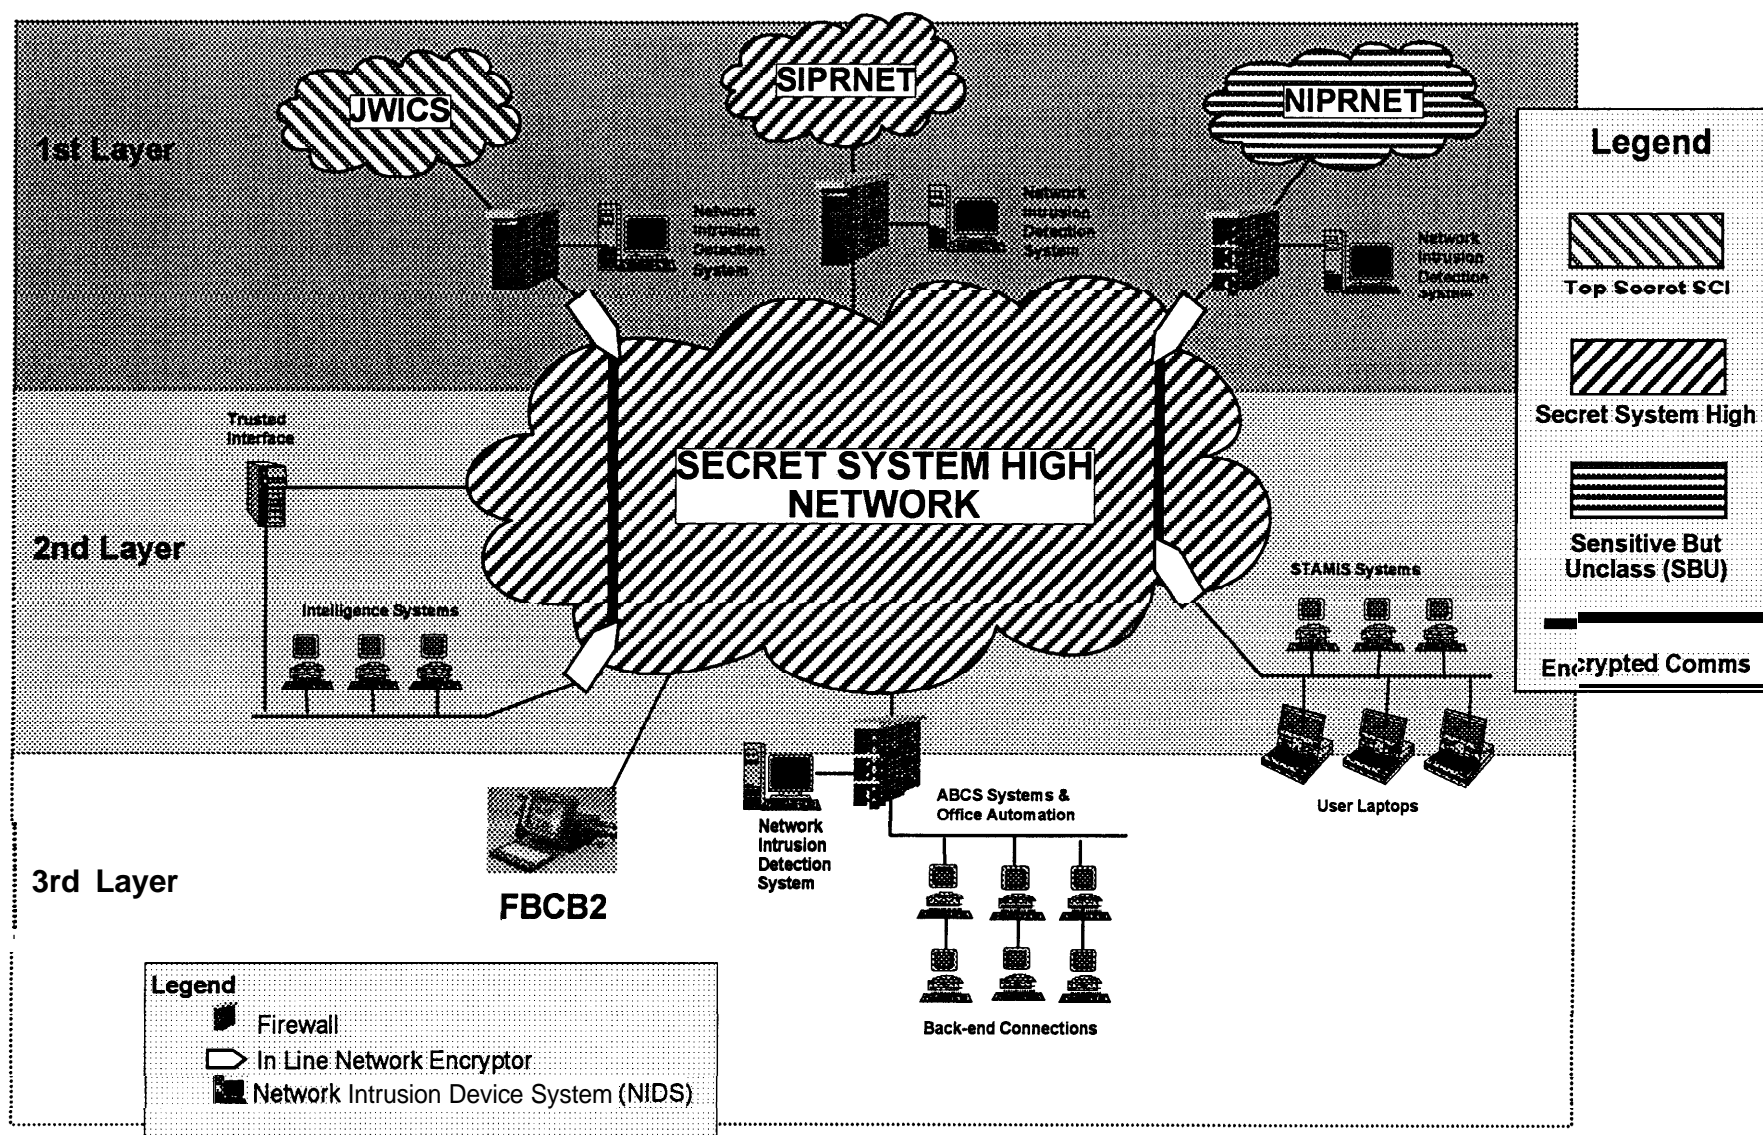 SIPRNET
JWICS
NIPRNET
1st Layer
Network
Intrusion
Detection
System
Network
Intrusion
Detection
System
Network
Intrusion
Detection
System
Legend
Top Secret SCI
Secret System High
Sensitive But
Unclass (SBU)
Encrypted Comms
Trusted
Interface
SECRET SYSTEM HIGH
NETWORK
2nd Layer
Intelligence Systems
STAMIS Systems
User Laptops
ABCS Systems &
Office Automation
Network
Intrusion
Detection
System
3rd Layer
FBCB2
Back-end Connections
Legend
Firewall
In Line Network Encryptor
Network Intrusion Device System (NIDS)